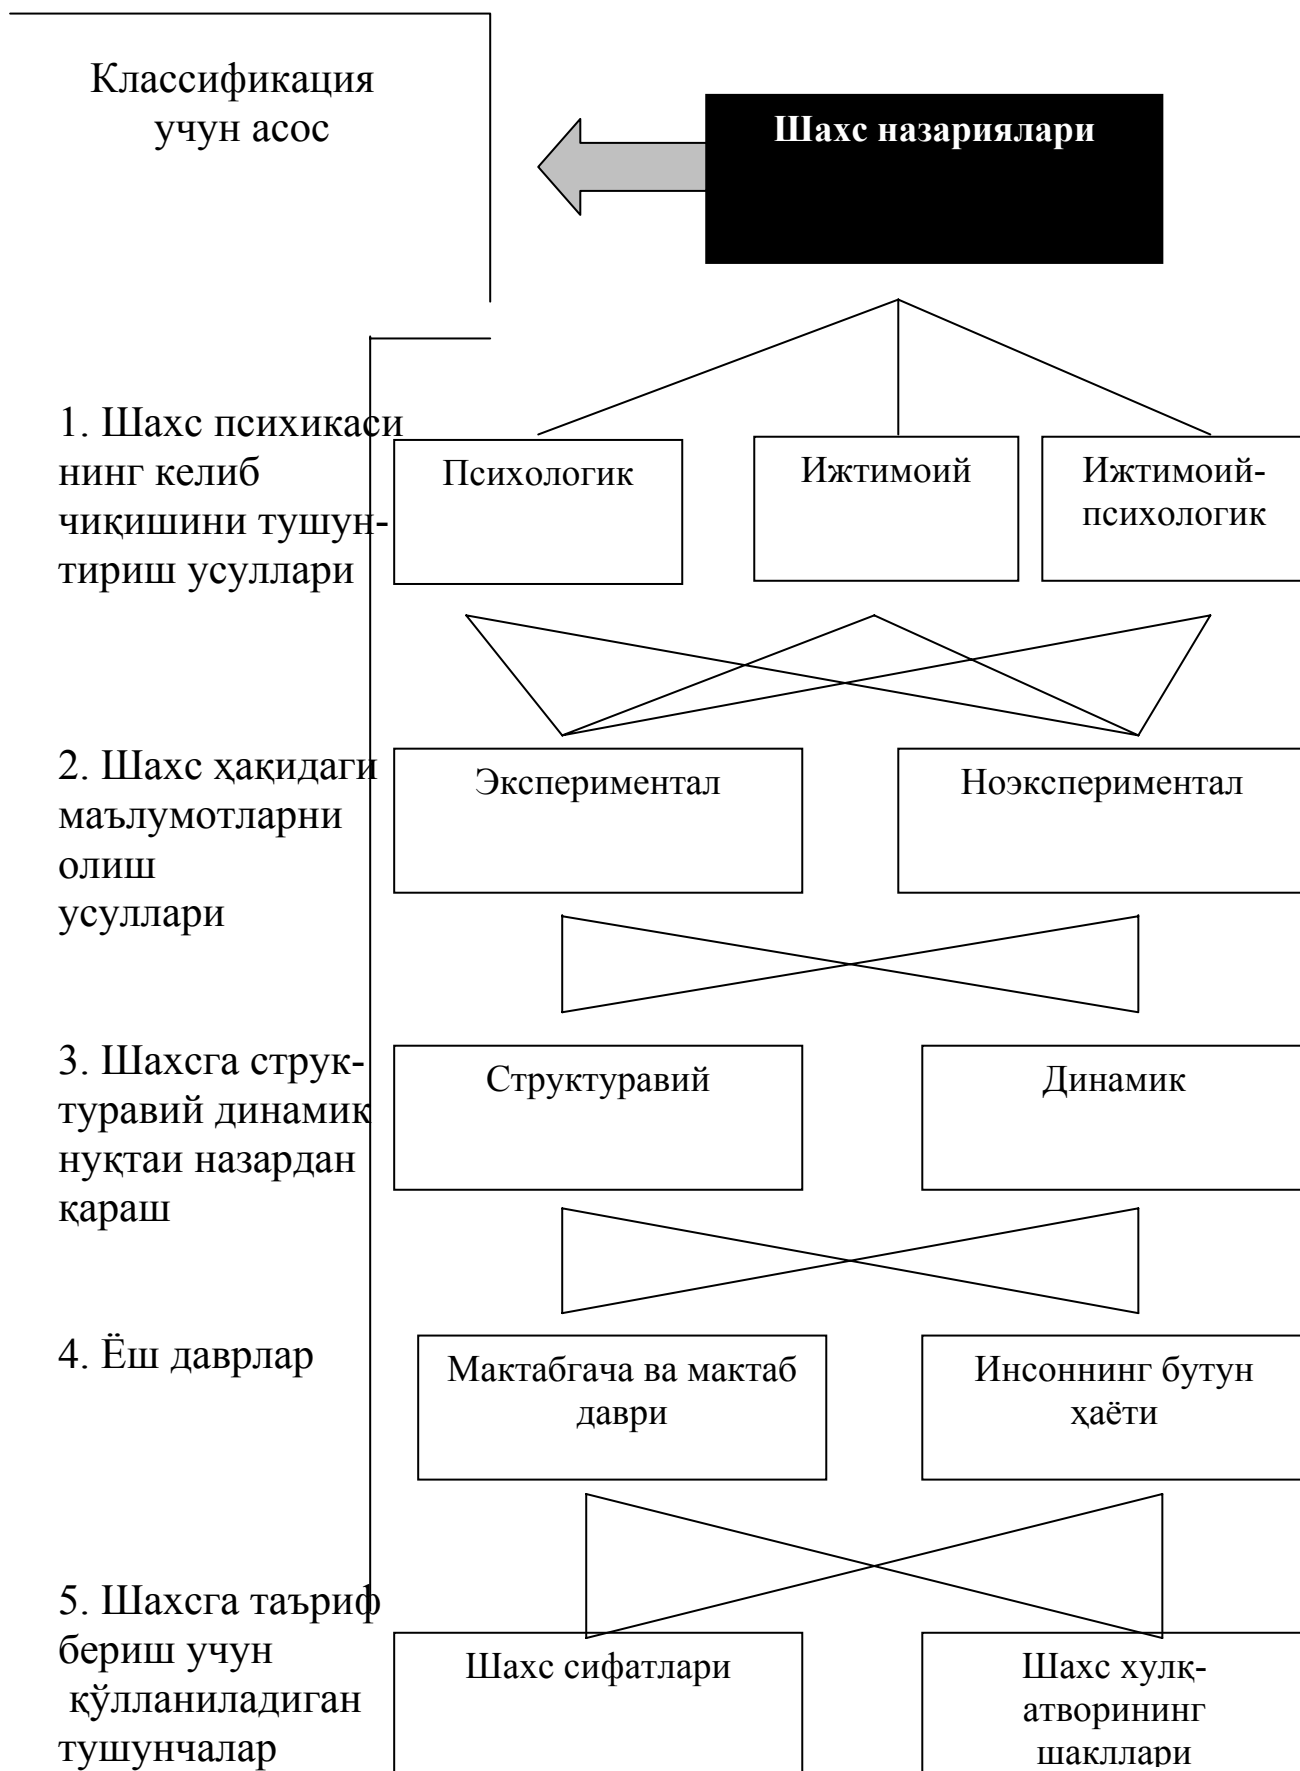 Классификация
учун асос
Шахс назариялари
1. Шахс психикаси
нинг келиб
чиқишини тушун-
тириш усуллари
Психологик
Ижтимоий
Ижтимоий-
психологик
2. Шахс ҳақидаги
маълумотларни
олиш
усуллари
Экспериментал
Ноэкспериментал
3. Шахсга струк-
туравий динамик
нуқтаи назардан
қараш
Структуравий
Динамик
4. Ёш даврлар
Мактабгача ва мактаб
даври
Инсоннинг бутун
ҳаёти
5. Шахсга таъриф
бериш учун
қўлланиладиган
тушунчалар
Шахс сифатлари
Шахс хулқ-
атворининг
шакллари